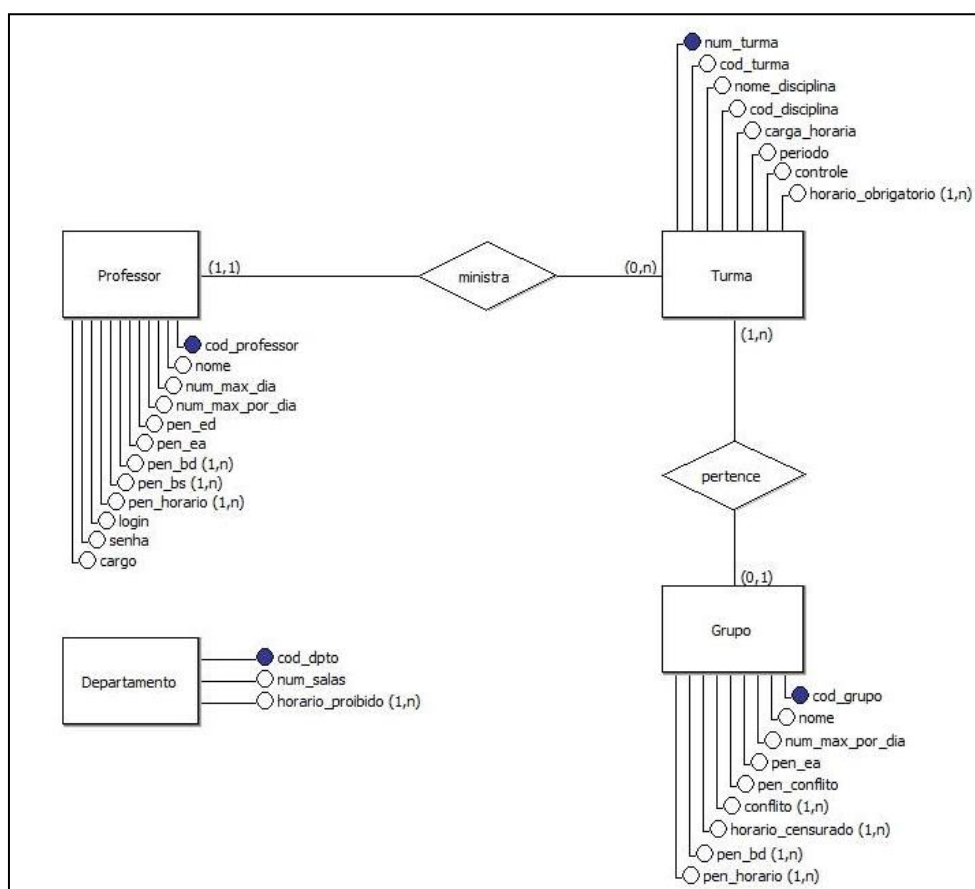 num_turma
cod_turma
nome_disciplina
cod_disciplina
carga_horaria
periodo
controle
horario_obrigatorio (1,n)
Professor
(1,1)
ministra
(0,n)
Turma
(1,n)
cod_professor
nome
num_max_dia
num_max_por_dia
pen_ed
pen_ea
pen_bd (1,n)
pen_bs (1,n)
pen_horario (1,n)
login
senha
cargo
pertence
(0,1)
Grupo
Departamento
cod_dpto
num_salas
horario_proibido (1,n)
cod_grupo
nome
num_max_por_dia
pen_ea
pen_conflito
conflito (1,n)
horario_censurado (1,n)
pen_bd (1,n)
pen_horario (1,n)